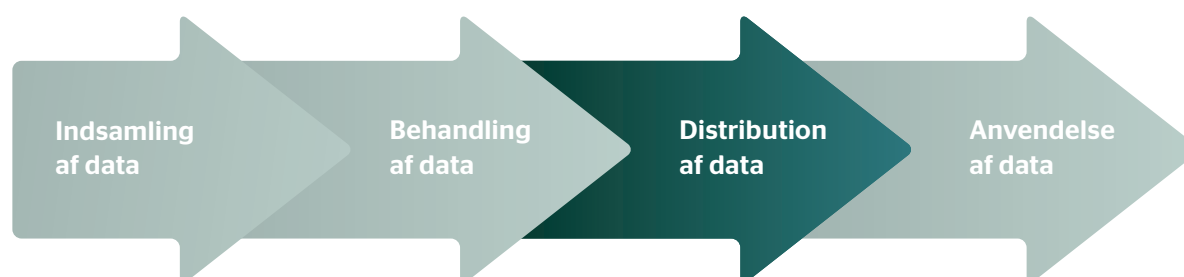 Indsamling
af data
Behandling
af data
Distribution
af data
Anvendelse
af data